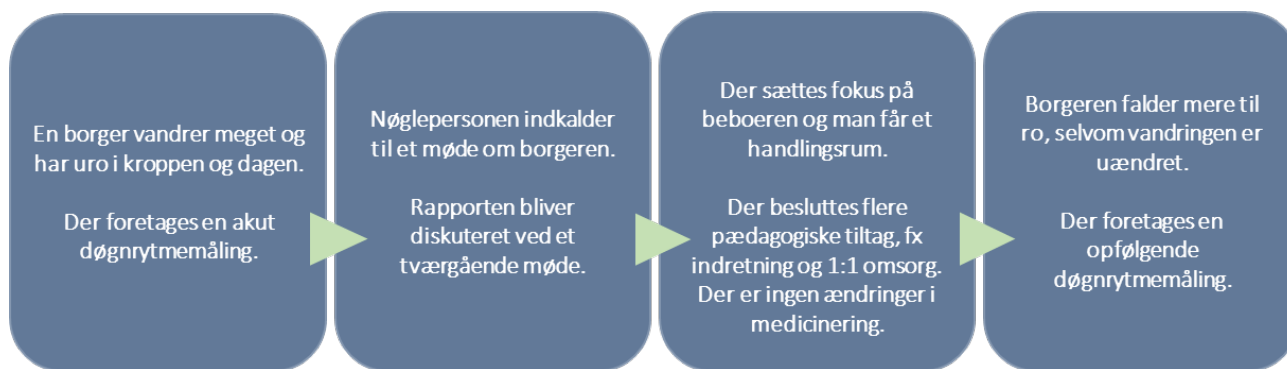 En borger vandrer meget og
har uro i kroppen og dagen.
Der foretages en akut
døgnrytmemåling.
Nøglepersonen indkalder
til et møde om borgeren.
Rapporten bliver
diskuteret ved et
tværgående møde.
Der sættes fokus på
beboeren og man får et
handlingsrum.
Der besluttes flere
pædagogiske tiltag, fx
indretning og 1:1 omsorg.
Der er ingen ændringer i
medicinering.
Borgeren falder mere til
ro, selvom vandringen er
uændret.
Der foretages en
opfølgende
døgnrytmemåling.